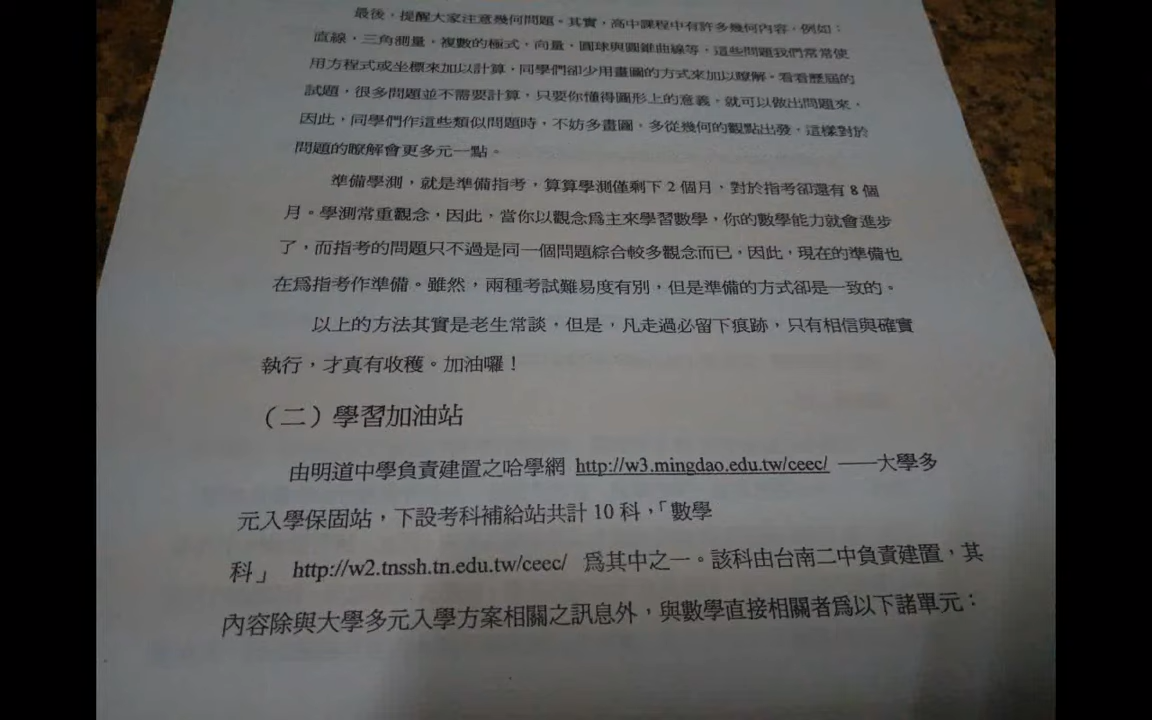 最後，提醒大家注意幾何問題。其實，高中課程中有許多幾何內容，例如：
直線，三角測量，複數的極式，向量，圓球與圓錐曲線等，這些問題我們常常使
用方程式或坐標來加以計算，同學們卻少用畫圖的方式來加以瞭解。看看歷屆的
試題，很多問題並不需要計算，只要你懂得圖形上的意義，就可以做出問題來，
因此，同學們作這些類似問題時，不妨多畫圖，多從幾何的觀點出發，這樣對於
問題的瞭解會更多元一點。
準備學測，就是準備指考，算算學測僅剩下 2 個月，對於指考卻還有 8 個
月。學測常重觀念，因此，當你以觀念為主來學習數學，你的數學能力就會進步
了，而指考的問題只不過是同一個問題綜合較多觀念而已，因此，現在的準備也
在為指考作準備。雖然，兩種考試難易度有別，但是準備的方式卻是一致的。
以上的方法其實是老生常談，但是，凡走過必留下痕跡，只有相信與確實
執行，才真有收穫。加油囉！
（二）學習加油站
由明道中學負責建置之哈學網 http://w3.mingdao.edu.tw/ceec/ ——大學多
元入學保固站，下設考科補給站共計 10 科，「數學
科」 http://w2.tnssh.tn.edu.tw/ceec/ 為其中之一。該科由台南二中負責建置，其
內容除與大學多元入學方案相關之訊息外，與數學直接相關者為以下諸單元：